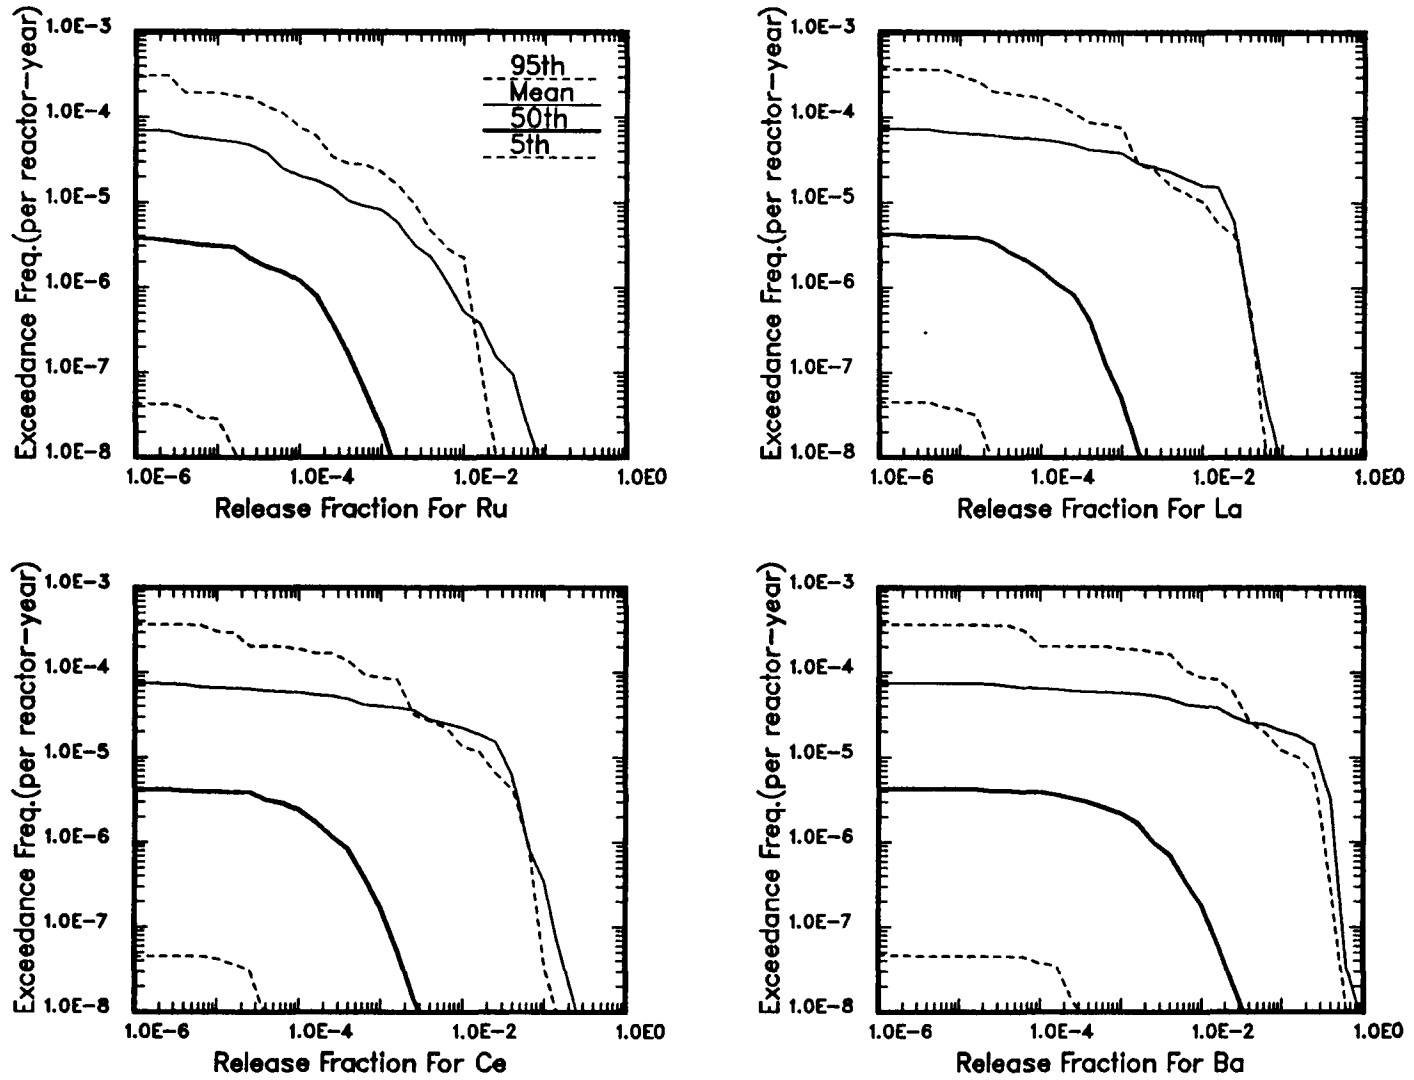 Exceedance Freq.(per reactor-year)
1.0E-3
1.0E-4
1.0E-5
1.0E-6
1.0E-7
1.0E-8
95th
Mean
50th
5th
1.0E-6 1.0E-4 1.0E-2 1.0E0
Release Fraction For Ru
Exceedance Freq.(per reactor-year)
1.0E-3
1.0E-4
1.0E-5
1.0E-6
1.0E-7
1.0E-8
1.0E-6 1.0E-4 1.0E-2 1.0E0
Release Fraction For La
Exceedance Freq.(per reactor-year)
1.0E-3
1.0E-4
1.0E-5
1.0E-6
1.0E-7
1.0E-8
1.0E-6 1.0E-4 1.0E-2 1.0E0
Release Fraction For Ce
Exceedance Freq.(per reactor-year)
1.0E-3
1.0E-4
1.0E-5
1.0E-6
1.0E-7
1.0E-8
1.0E-6 1.0E-4 1.0E-2 1.0E0
Release Fraction For Ba